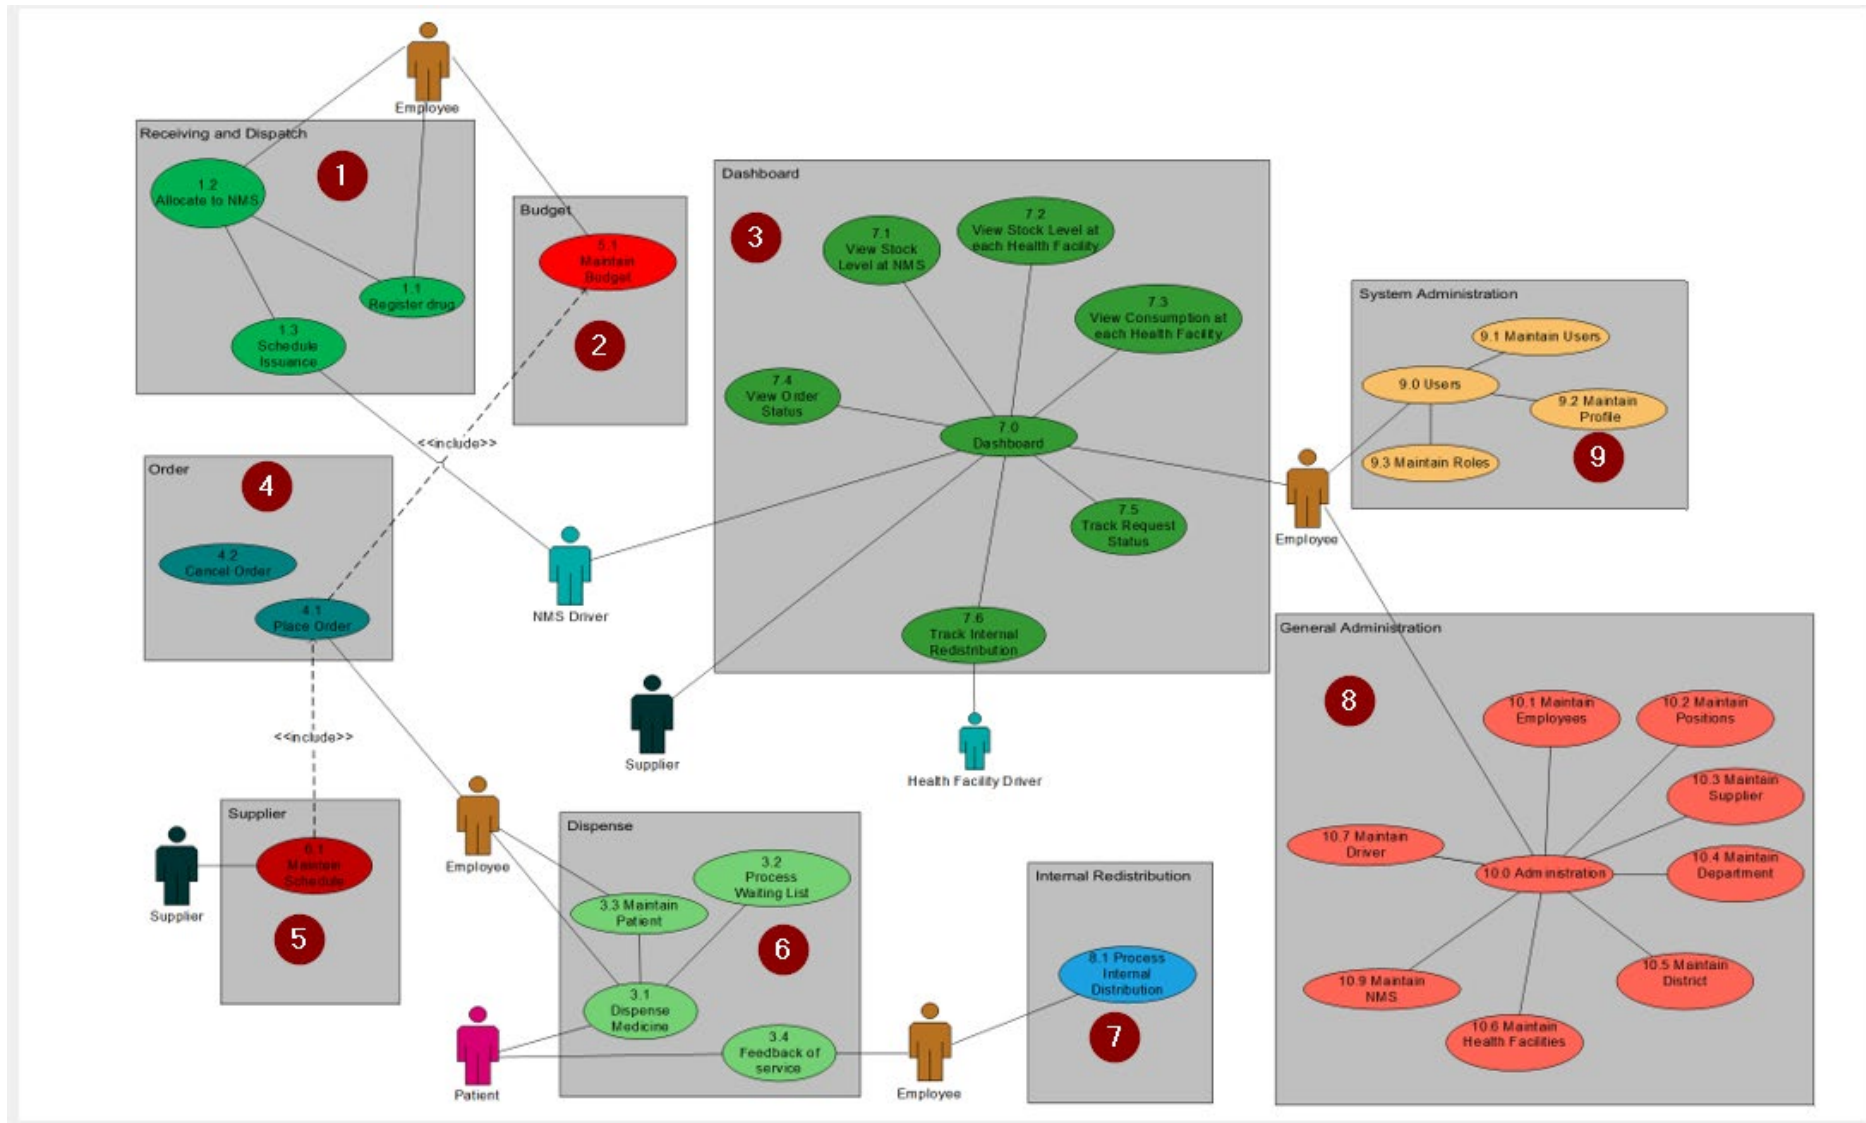 Employee
Receiving and Dispatch
1
1.2
Allocate to NMS
1.1
Register drug
1.3
Schedule
Issuance
Budget
5.1
Maintain
Budget
2
<<include>>
Dashboard
3
7.1
View Stock
Level at NMS
7.2
View Stock Level at
each Health Facility
7.3
View Consumption at
each Health Facility
7.4
View Order
Status
7.0
Dashboard
7.5
Track Request
Status
7.6
Track Internal
Redistribution
System Administration
9.1 Maintain Users
9.0 Users
9.2 Maintain
Profile
9.3 Maintain Roles
9
Employee
Order
4
4.2
Cancel Order
4.1
Place Order
NMS Driver
<<include>>
Supplier
Health Facility Driver
General Administration
8
10.1 Maintain
Employees
10.2 Maintain
Positions
10.3 Maintain
Supplier
10.7 Maintain
Driver
10.0 Administration
10.4 Maintain
Department
10.9 Maintain
NMS
10.5 Maintain
District
10.6 Maintain
Health Facilities
Supplier
6.1
Maintain
Schedule
5
Supplier
Employee
Dispense
3.2
Process
Waiting List
3.3 Maintain
Patient
6
3.1
Dispense
Medicine
3.4
Feedback of
service
Patient
Employee
Internal Redistribution
8.1 Process
Internal
Distribution
7